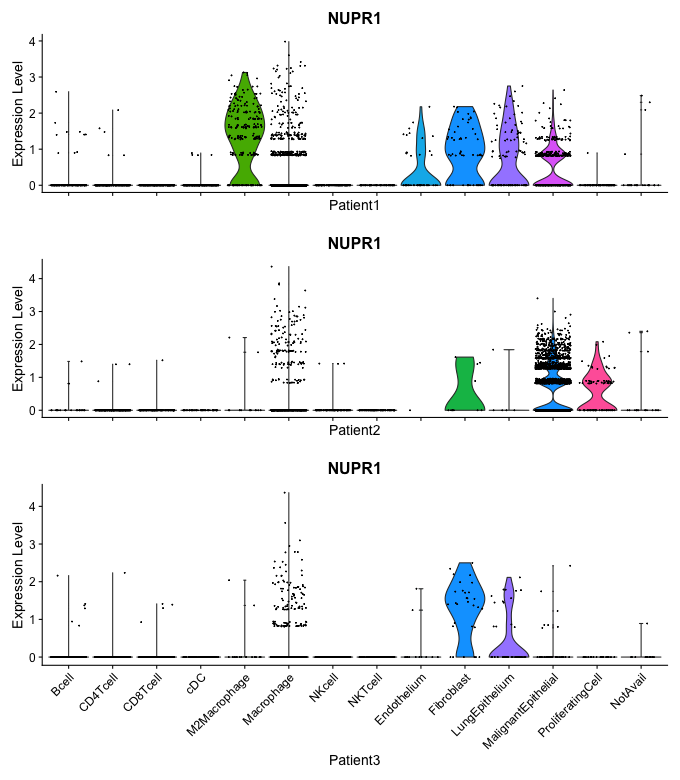 NUPR1
Expression Level
4
3
2
1
0
Patient1
NUPR1
Expression Level
4
3
2
1
0
Patient2
NUPR1
Expression Level
4
3
2
1
0
Bcell
CD4Tcell
CD8Tcell
cDC
M2Macrophage
Macrophage
NKcell
NKTcell
Endothelium
Fibroblast
LungEpithelium
MalignantEpithelial
ProliferatingCell
NotAvail
Patient3